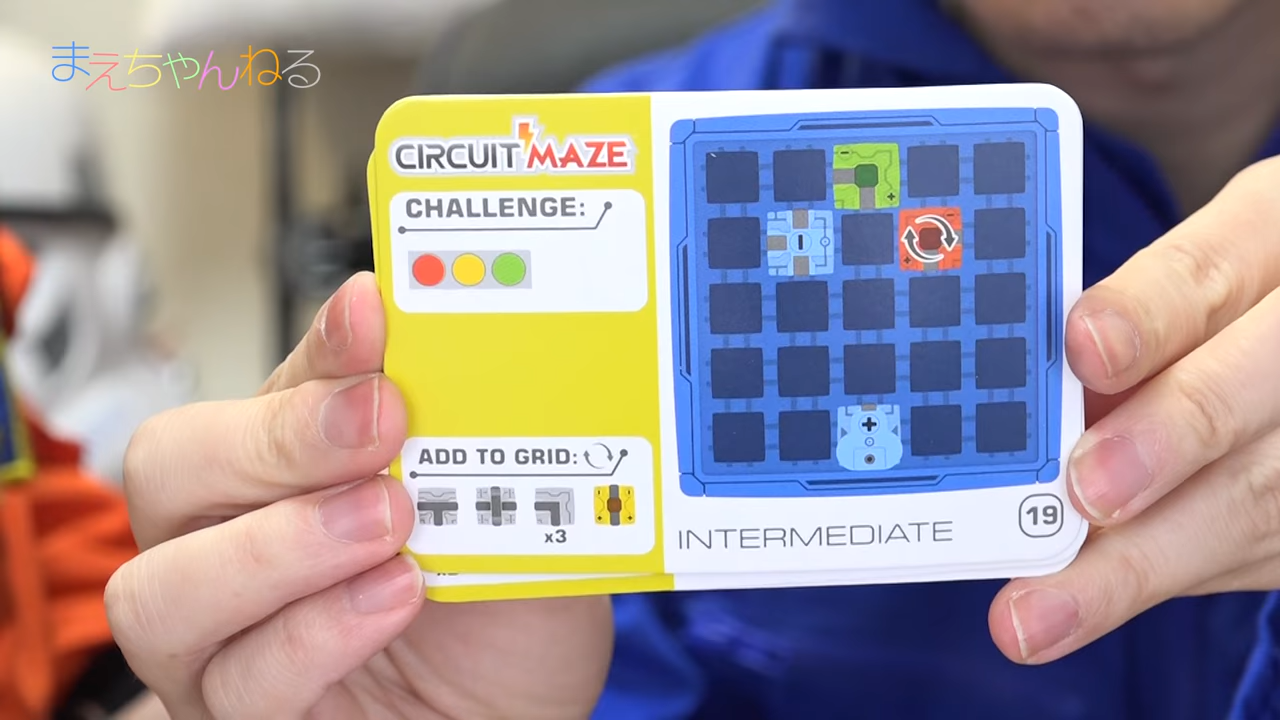 まえちゃんねる
CIRCUIT MAZE
CHALLENGE:
ADD TO GRID:
x3
INTERMEDIATE
19